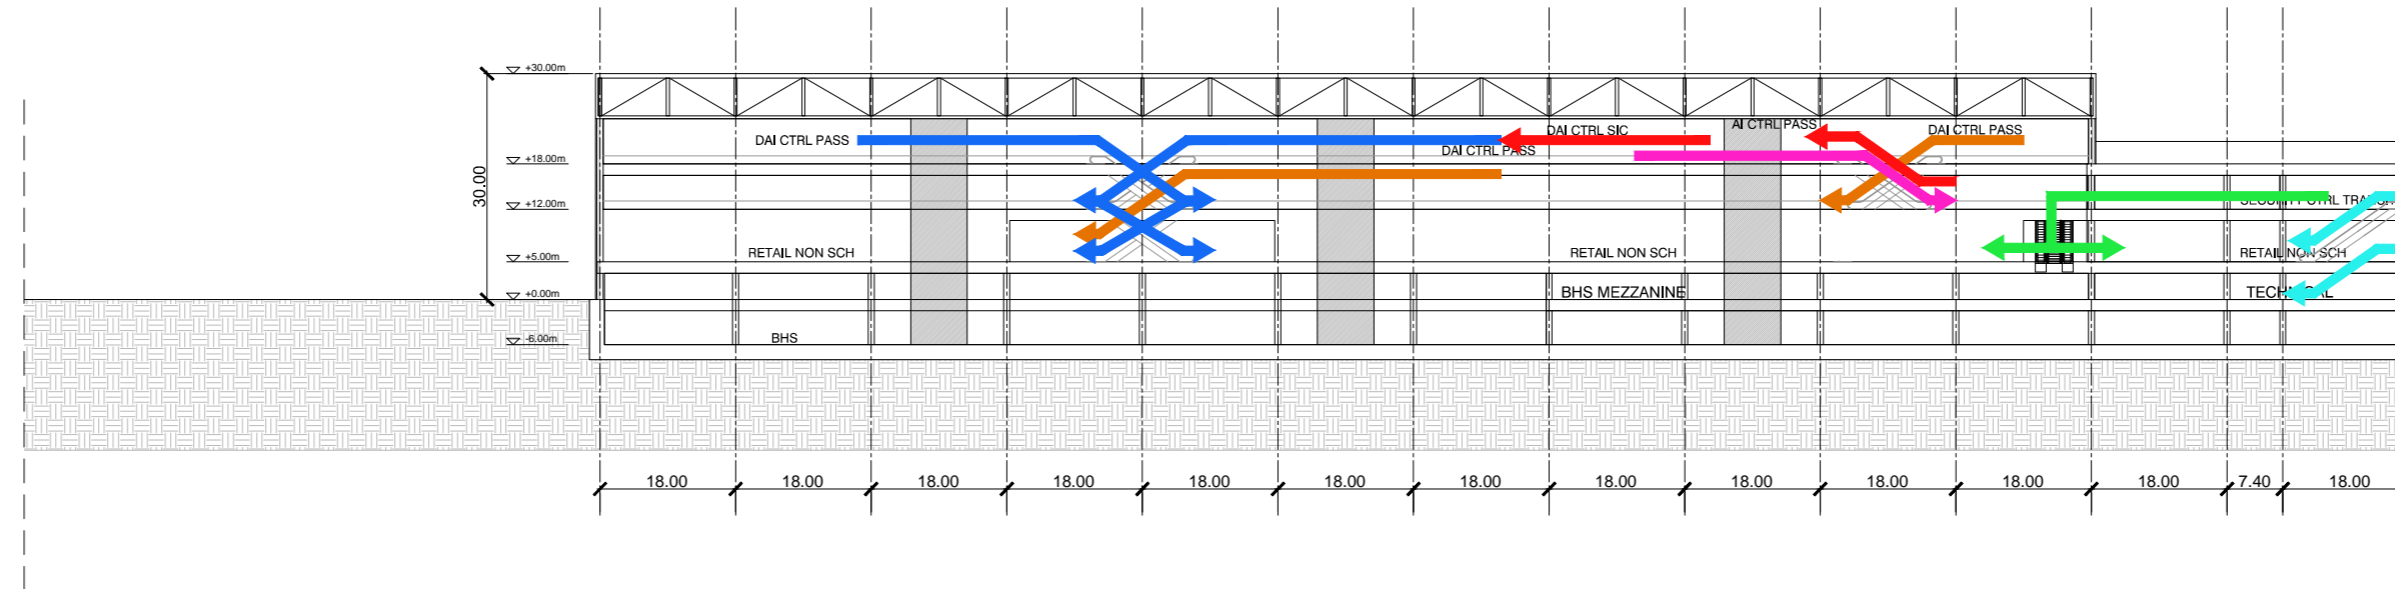 +30.00m
DAI CTRL PASS
DAI CTRL SIC
AI CTRL PASS
DAI CTRL PASS
DAI CTRL PASS
+18.00m
30.00
+12.00m
SECURITY CTRL
RETAIL NON SCH
RETAIL NON SCH
RETAIL NON SCH
+5.00m
+0.00m
BHS MEZZANINE
TECHNICAL
-6.00m
BHS
18.00 18.00 18.00 18.00 18.00 18.00 18.00 18.00 18.00 18.00 18.00 18.00 7.40 18.00